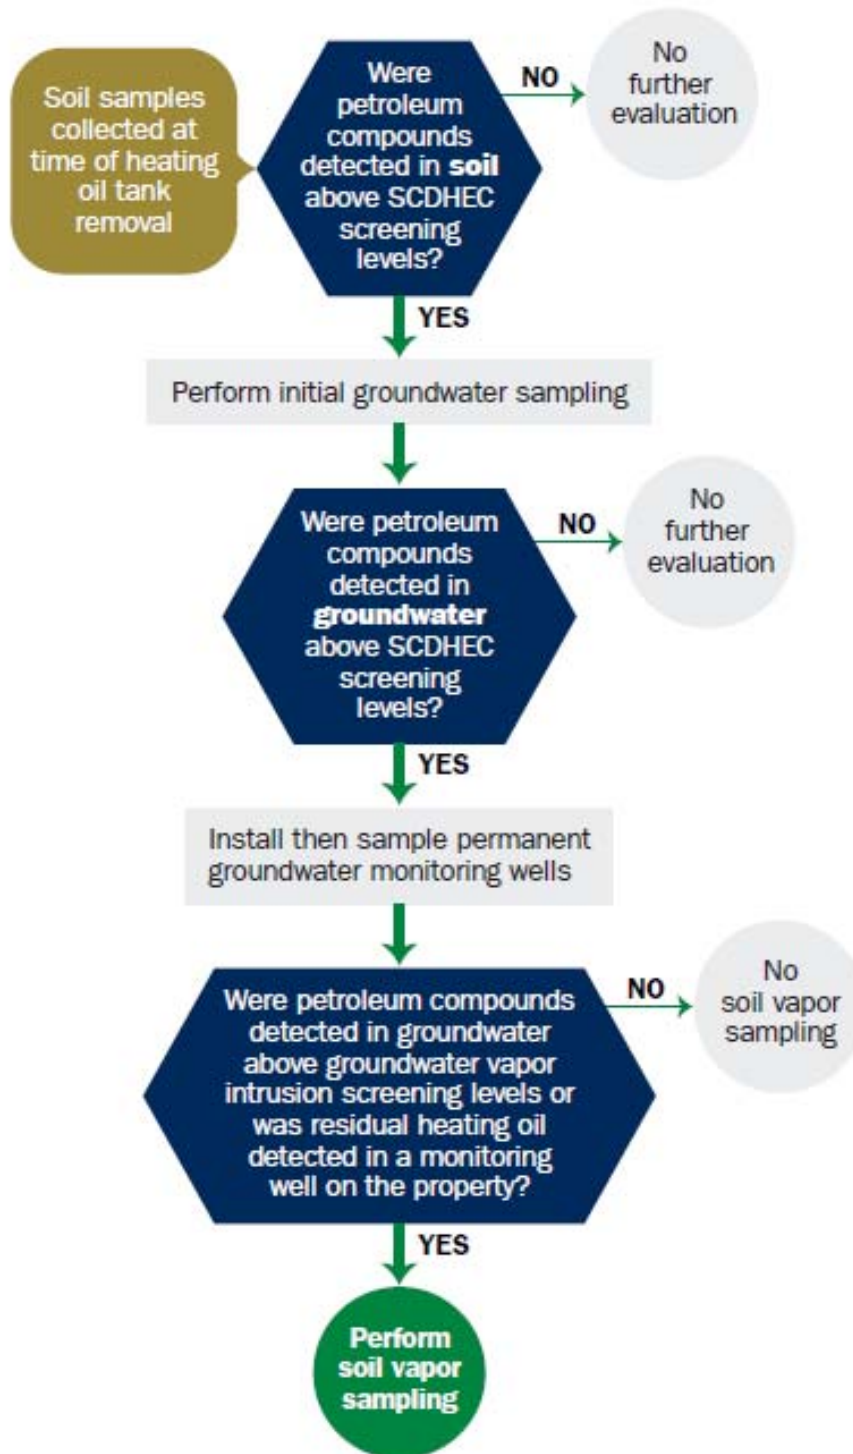 Soil samples
collected at
time of heating
oil tank
removal
Were
petroleum
compounds
detected in soil
above SCDHEC
screening
levels?
NO
No
further
evaluation
YES
Perform initial groundwater sampling
Were petroleum
compounds
detected in
groundwater
above SCDHEC
screening
levels?
NO
No
further
evaluation
YES
Install then sample permanent
groundwater monitoring wells
Were petroleum compounds
detected in groundwater
above groundwater vapor
intrusion screening levels or
was residual heating oil
detected in a monitoring
well on the property?
NO
No
soil vapor
sampling
YES
Perform
soil vapor
sampling